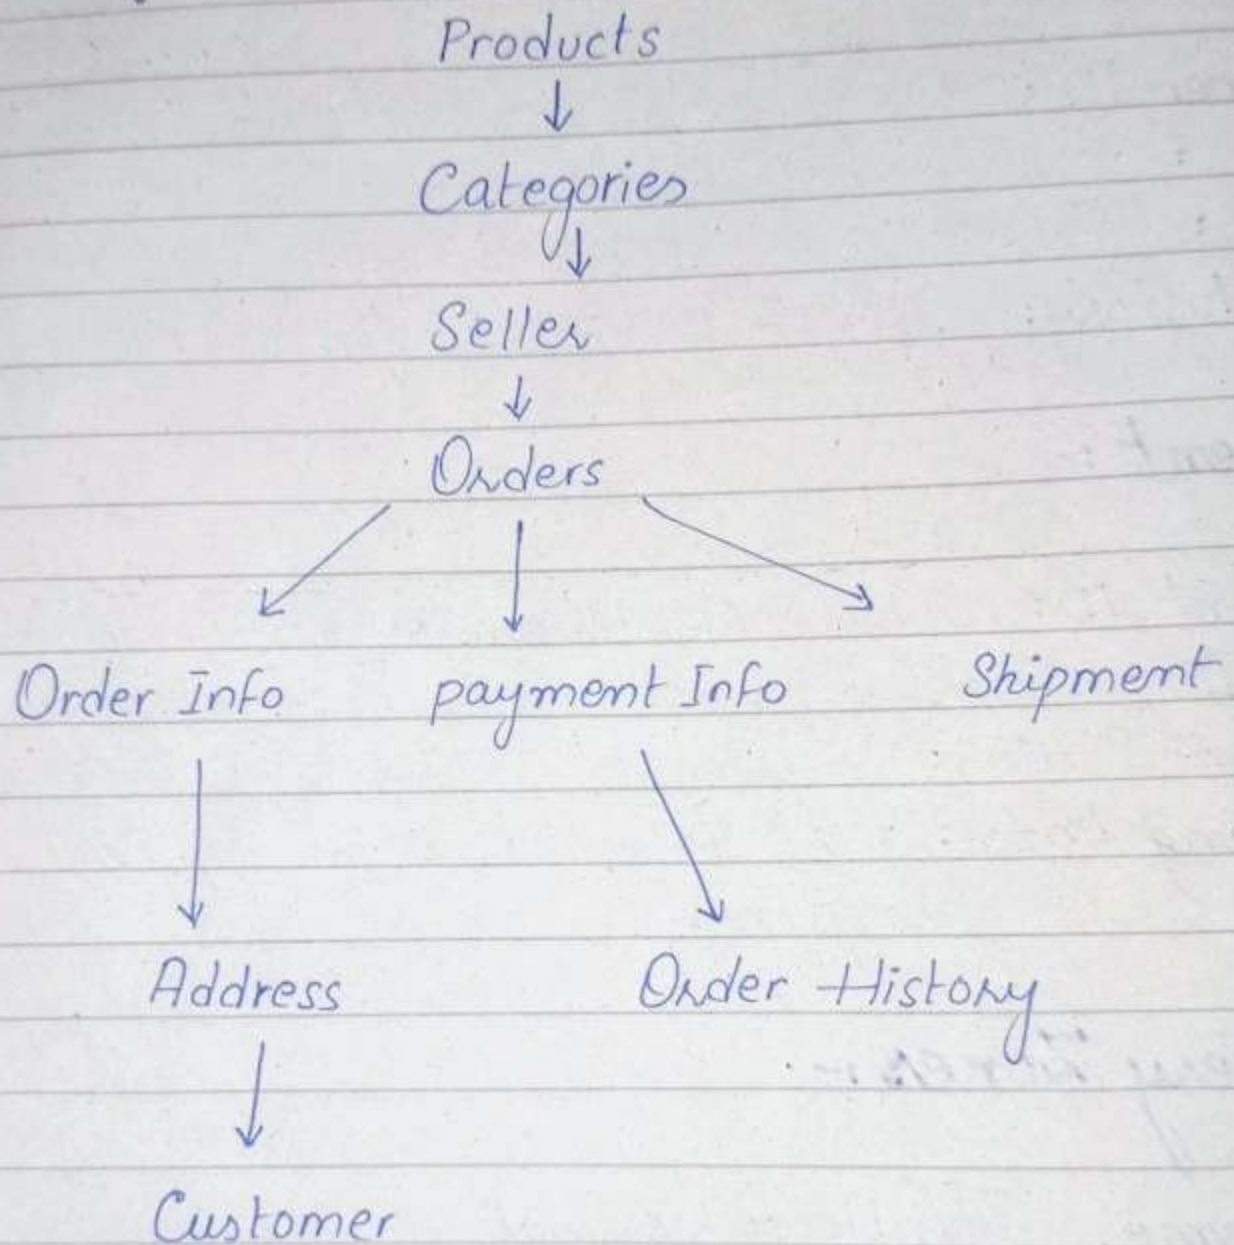 Products
↓
Categories
↓
Seller
↓
Orders
Order Info payment Info Shipment
Address Order History
Customer